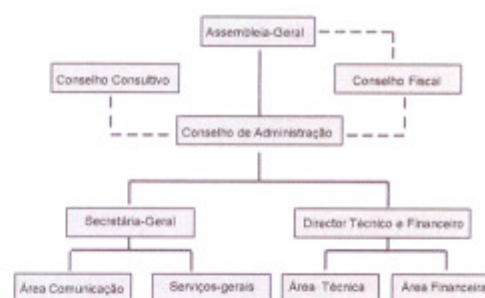 Assembleia-Geral
Conselho Consultivo
Conselho Fiscal
Conselho de Administração
Secretária-Geral
Director Técnico e Financeiro
Área Comunicação
Serviços-gerais
Área Técnica
Área Financeira